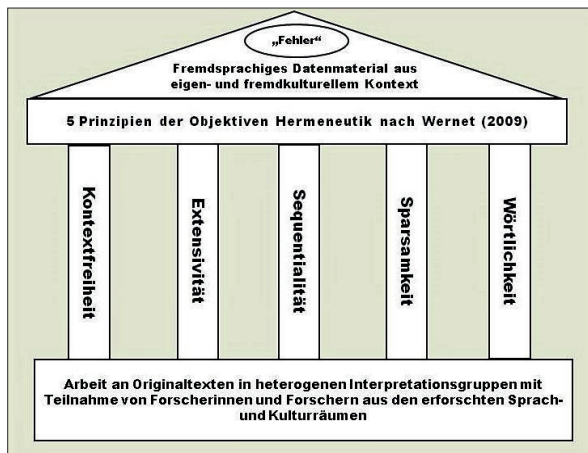 „Fehler“
Fremdsprachiges Datenmaterial aus
eigen- und fremdkulturellem Kontext
5 Prinzipien der Objektiven Hermeneutik nach Wernet (2009)
Kontextfreiheit
Extensivität
Sequentialität
Sparsamkeit
Wörtlichkeit
Arbeit an Originaltexten in heterogenen Interpretationsgruppen mit
Teilnahme von Forscherinnen und Forschern aus den erforschten Sprach-
und Kulturräumen